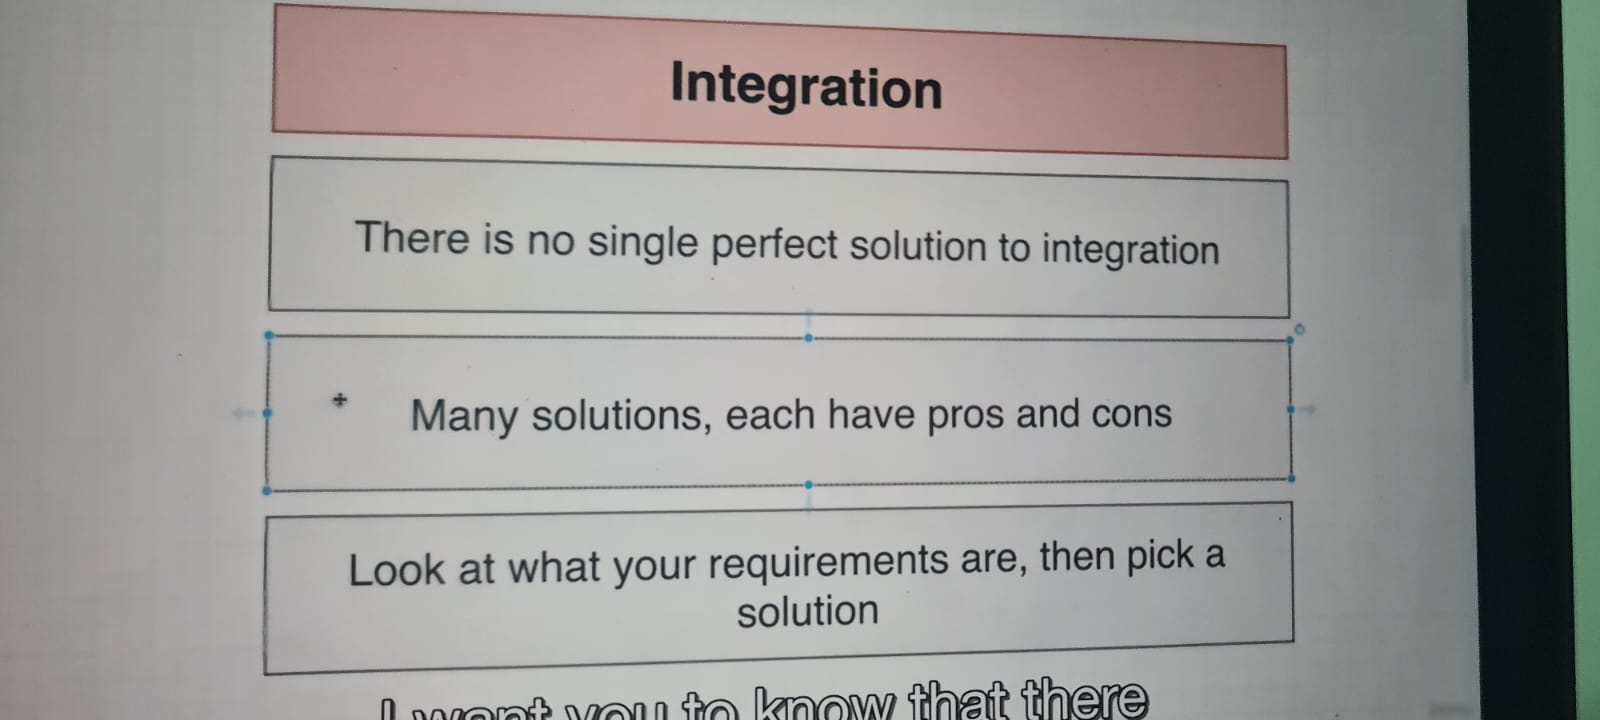 Integration
There is no single perfect solution to integration
Many solutions, each have pros and cons
Look at what your requirements are, then pick a
solution
I want you to know that there